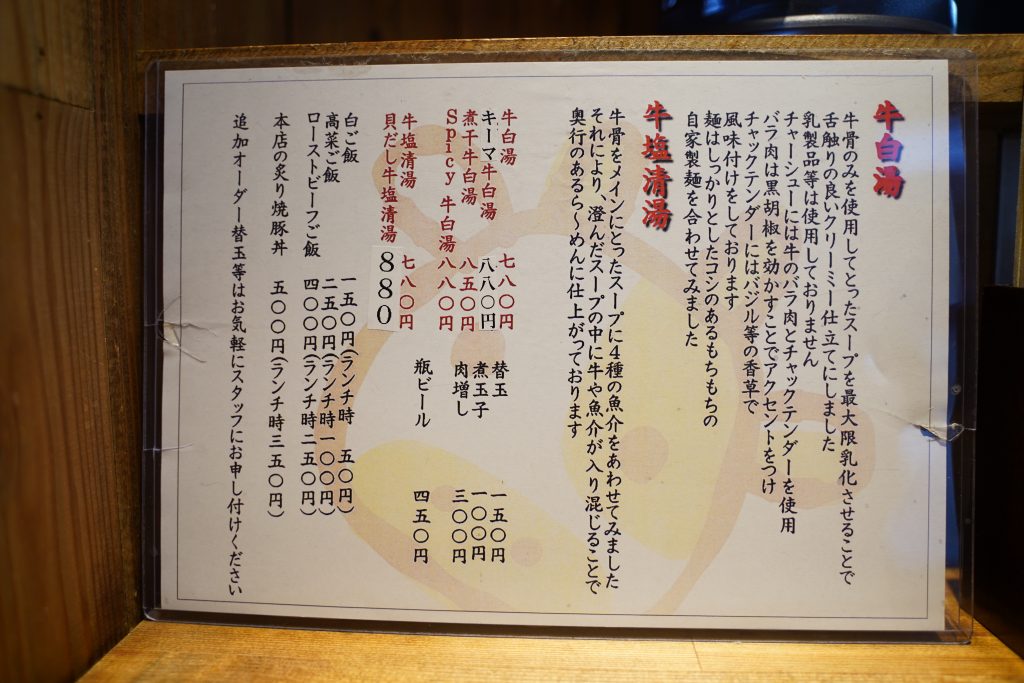 牛白湯
牛骨のみを使用してとったスープを最大限乳化させることで
舌触りの良いクリーミー仕立てにしました
乳製品等は使用しておりません
チャーシューには牛のバラ肉とチャックテンダーを使用
バラ肉は黒胡椒を効かすことでアクセントをつけ
チャックテンダーにはバジル等の香草で
風味付けをしております
麺はしっかりとしたコシのあるもちもちの
自家製麺を合わせてみました
牛塩清湯
牛骨をメインにとったスープに4種の魚介をあわせてみました
それにより、澄んだスープの中に牛や魚介が入り混じることで
奥行のあるら〜めんに仕上がっております
牛白湯 七八〇円
キーマ牛白湯 八八〇円
煮干牛白湯 八五〇円
Spicy 牛白湯 八八〇円
牛塩清湯 七八〇円
貝だし牛塩清湯 880
替玉 一五〇円
煮玉子 一〇〇円
肉増し 三〇〇円
瓶ビール 四五〇円
白ご飯 一五〇円(ランチ時 五〇円)
高菜ご飯 二五〇円(ランチ時一〇〇円)
ローストビーフご飯 四〇〇円(ランチ時二五〇円)
本店の炙り焼豚丼 五〇〇円(ランチ時三五〇円)
追加オーダー替玉等はお気軽にスタッフにお申し付けください